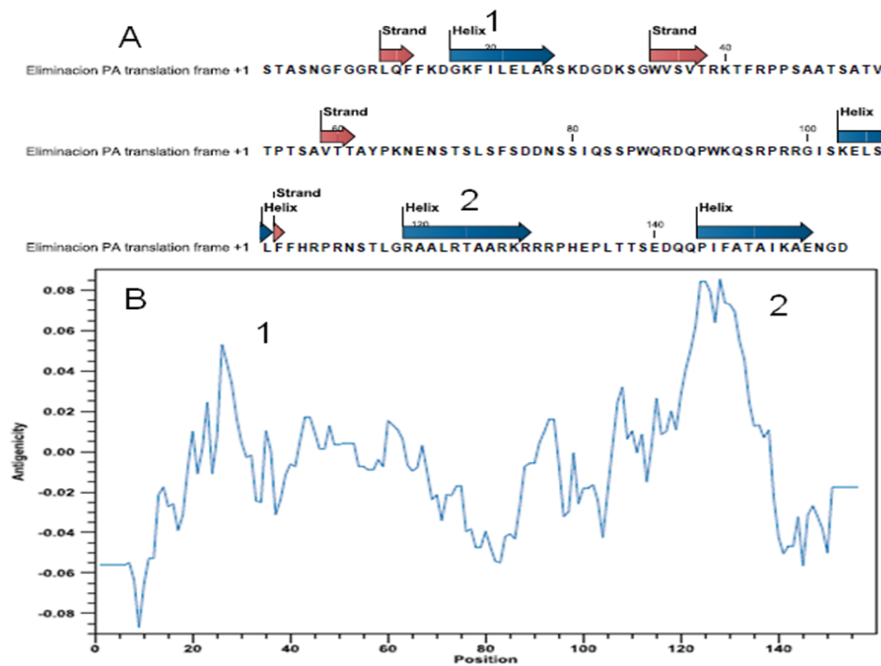 A
1
Strand
Helix
Strand
20
40
Eliminacion PA translation frame +1 STASNGFGGRLQFFKDGKFILELARSKDGDKSGWVSVTRKTFRPPSAATSATV
Strand
Helix
60
80
100
Eliminacion PA translation frame +1 TPTSAVTTAYPKNENSTSLSFSDDNSSIQSSPWQRDQPWKQSRPRRGISKELS
Strand
2
Helix
Helix
Helix
120
140
Eliminacion PA translation frame +1 LFFHRPRNSTLGRAALRTAARKRRRPHEPLTTSEDQQPIFATAIKAENGD
B
1
2
0.08
0.06
0.04
0.02
0.00
-0.02
-0.04
-0.06
-0.08
Antigenicity
0 20 40 60 80 100 120 140
Position